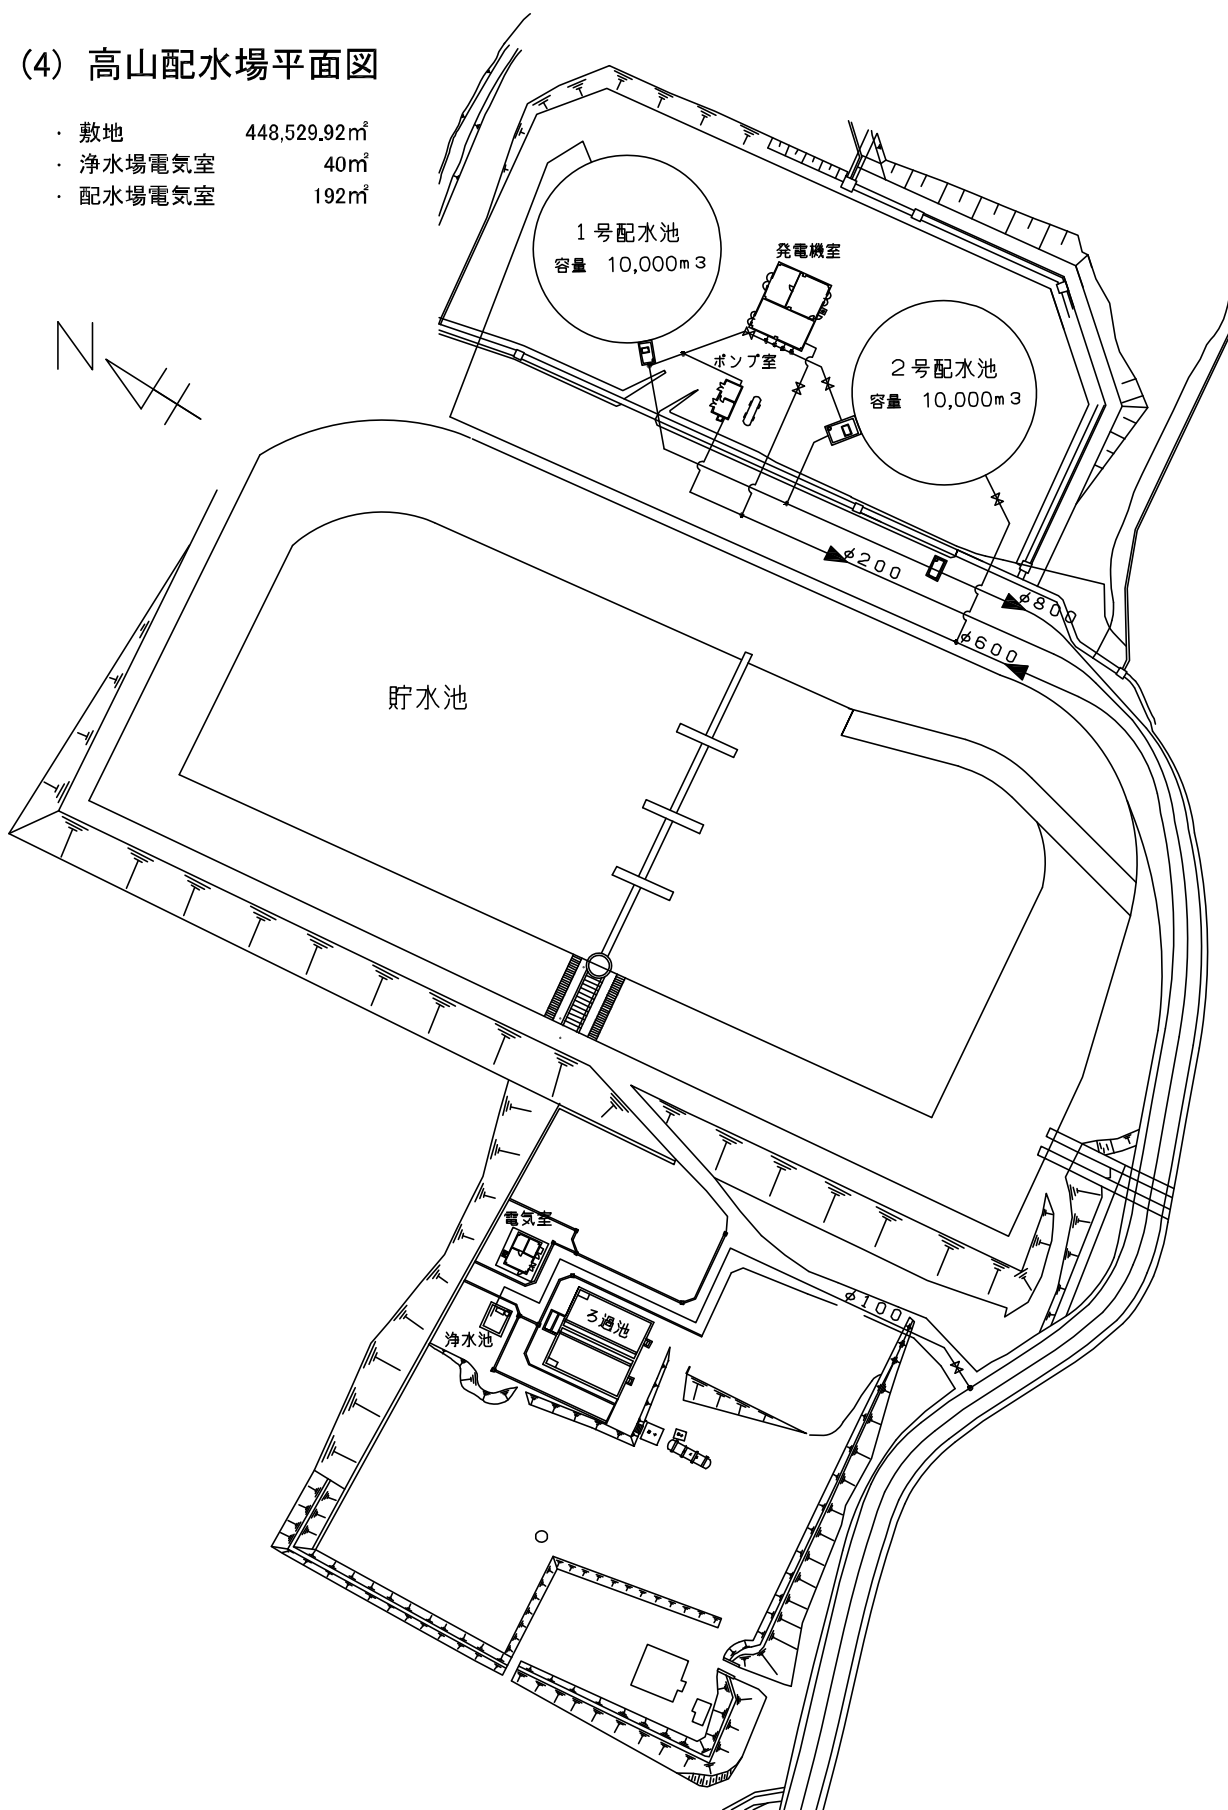 (4) 高山配水場平面図
・ 敷地 448,529.92㎡
・ 浄水場電気室 40㎡
・ 配水場電気室 192㎡
N
1号配水池
容量 10,000m3
発電機室
ポンプ室
2号配水池
容量 10,000m3
φ200
φ800
φ600
貯水池
電気室
ろ過池
浄水池
φ100